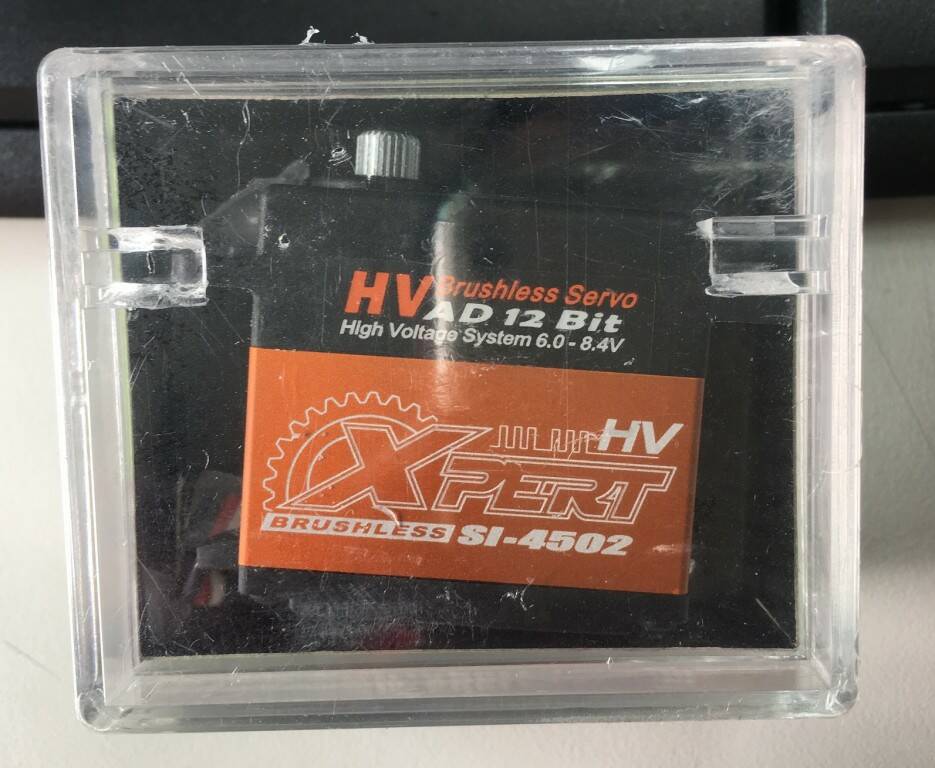 HV Brushless Servo
AD 12 Bit
High Voltage System 6.0 - 8.4V
HV
XPERT
BRUSHLESS SI-4502